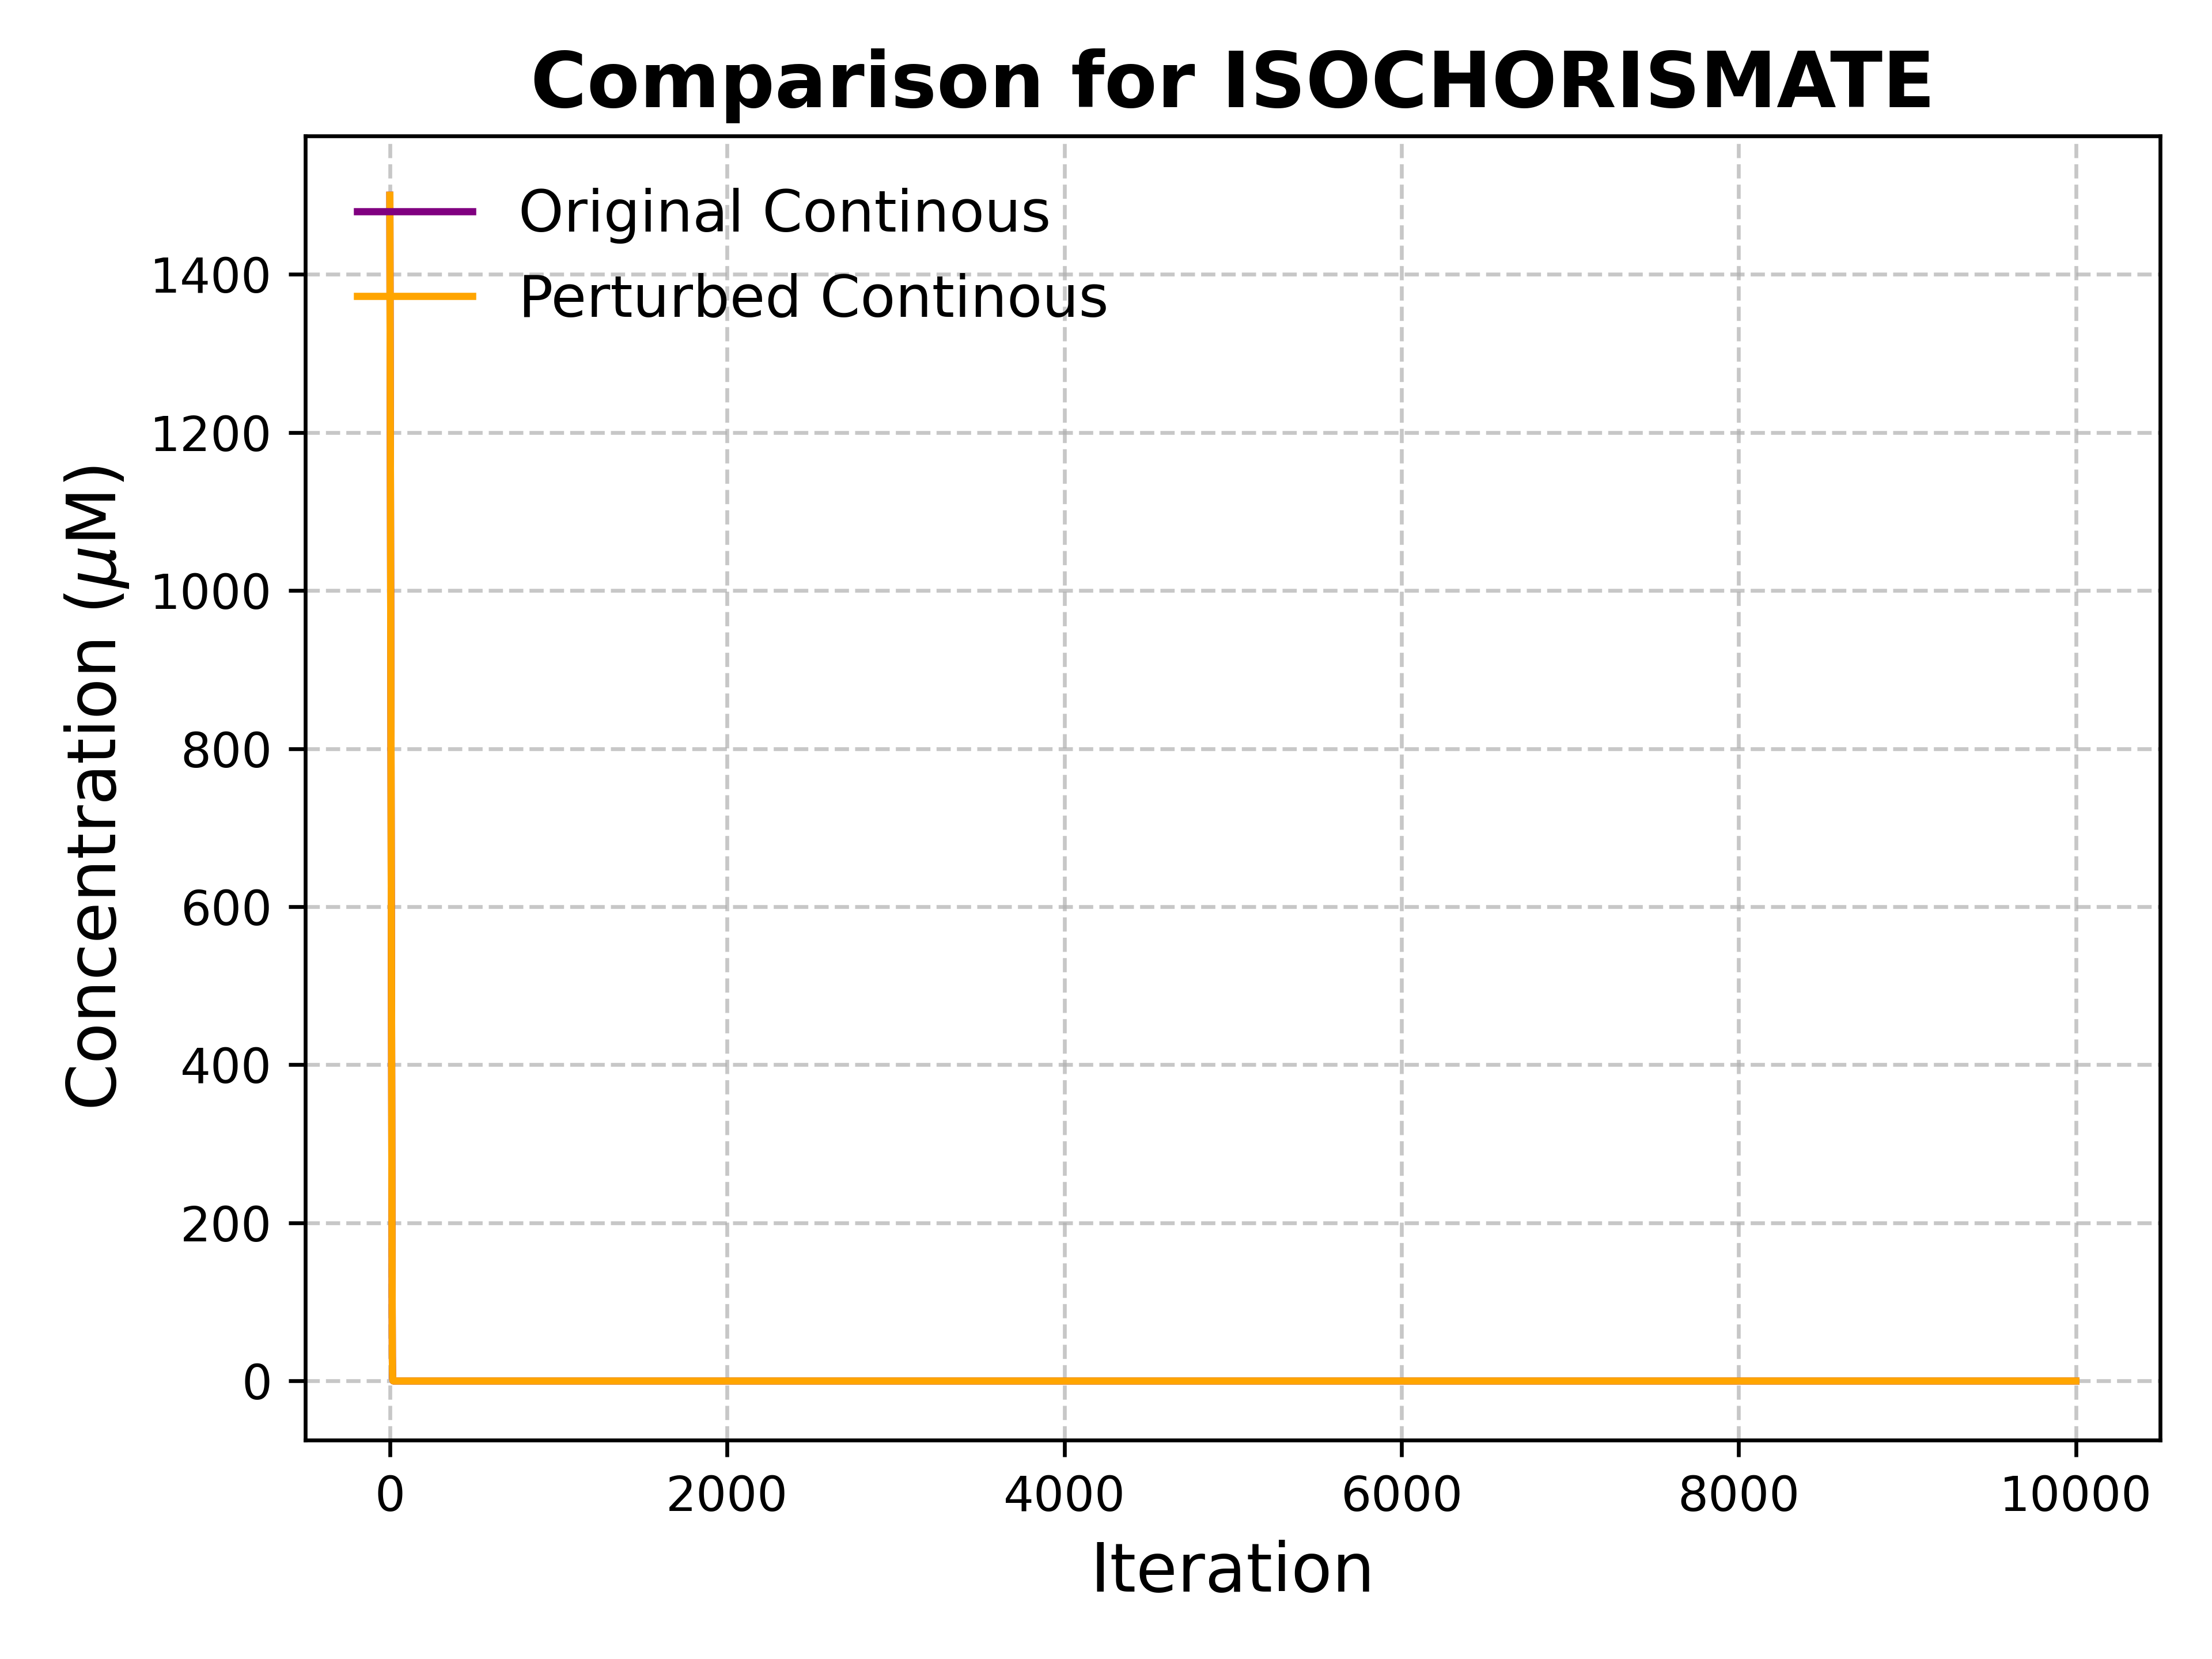 Comparison for ISOCHORISMATE
Original Continous
Perturbed Continous
Concentration (μM)
1400
1200
1000
800
600
400
200
0
0 2000 4000 6000 8000 10000
Iteration